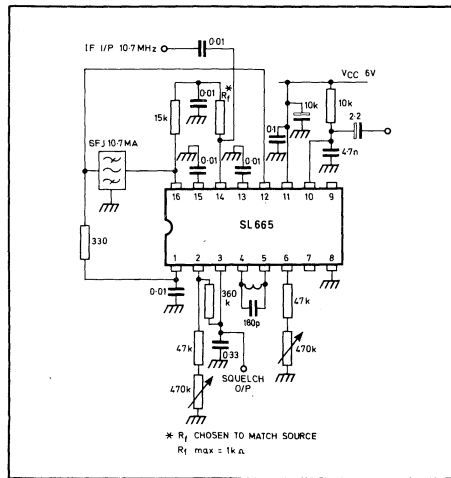 IF I/P 10·7 MHz
0·01
*
Rf
0·01
15k
VCC 6V
10k
10k
2·2
0·1
4·7n
SFJ 10·7MA
0·01
0·01
16 15 14 13 12 11 10 9
SL665
1 2 3 4 5 6 7 8
330
0·01
360
k
180p
47k
47k
470k
0·33
470k
SQUELCH
O/P
* Rf CHOSEN TO MATCH SOURCE
Rf max = 1kΩ